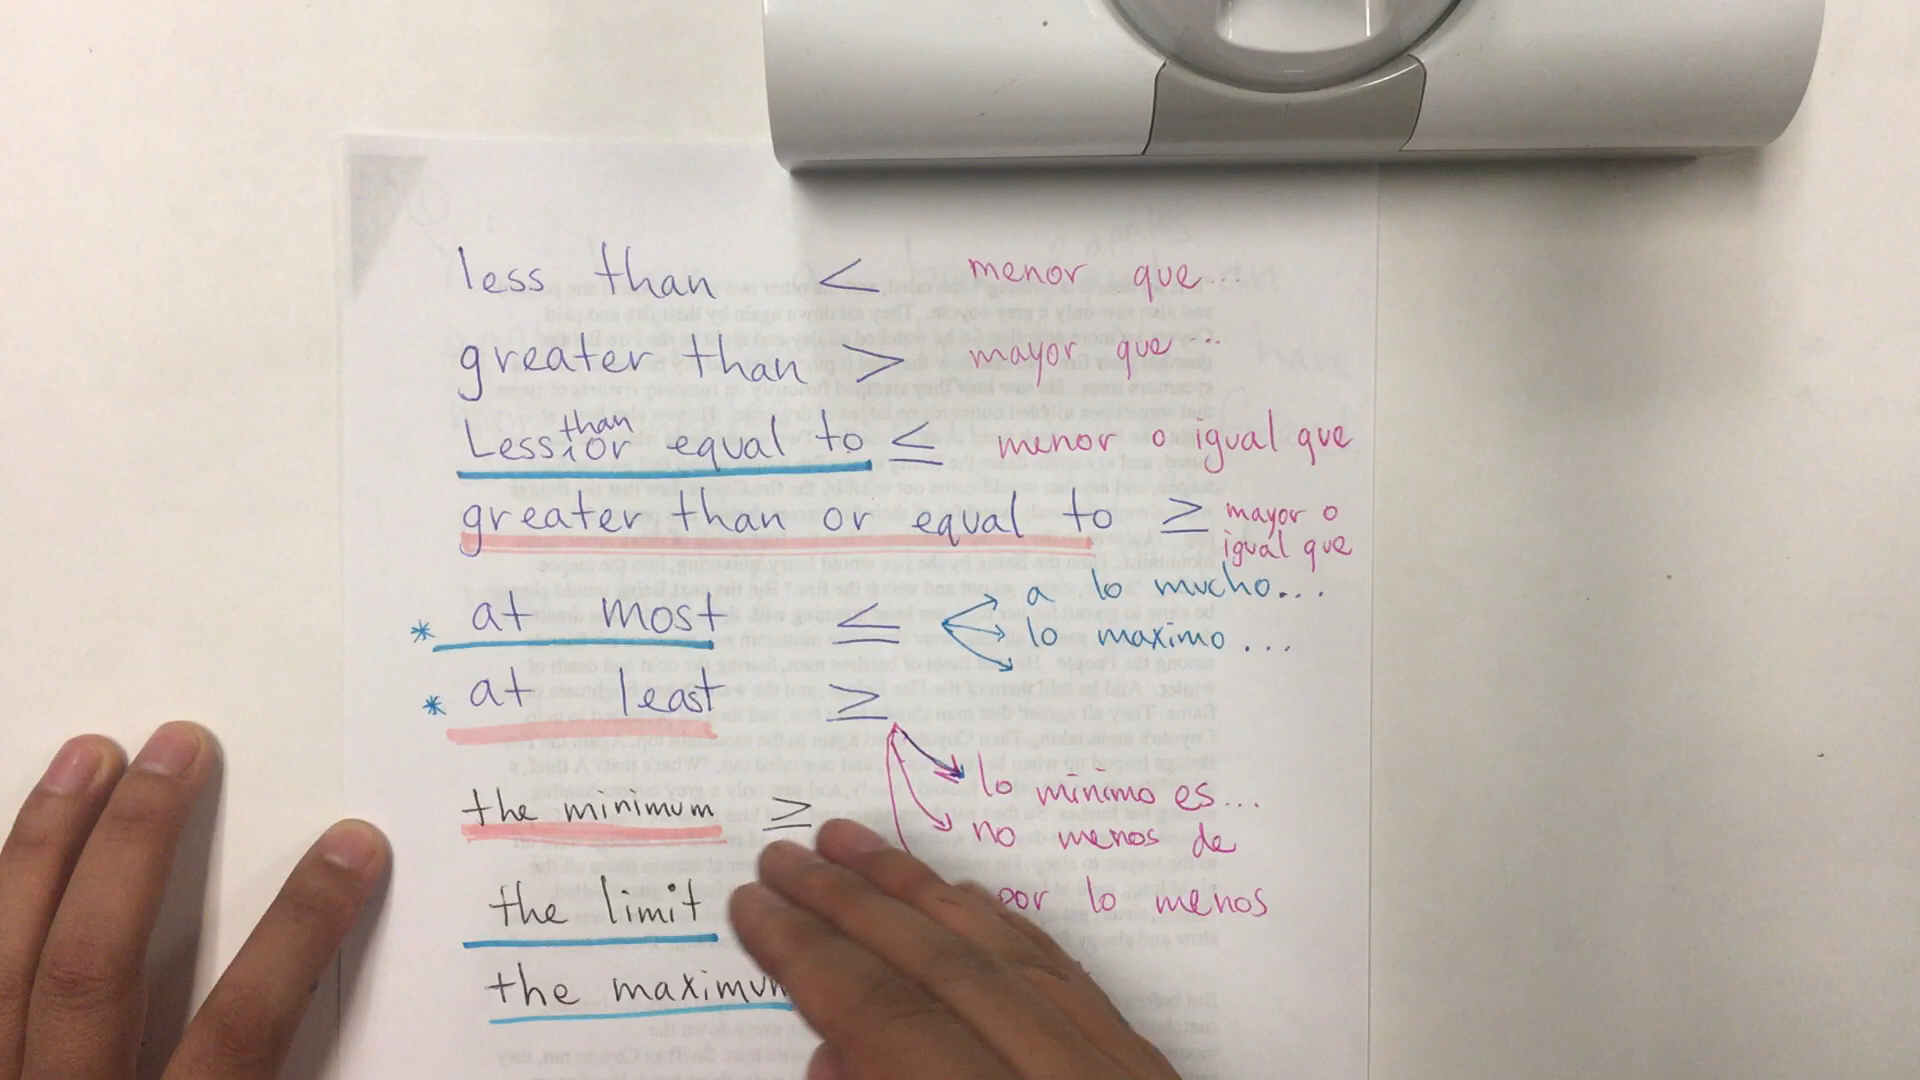 less than < menor que...
greater than > mayor que...
than
Less or equal to ≤ menor o igual que
greater than or equal to ≥ mayor o
igual que
a lo mucho...
* at most ≤ lo maximo...
* at least ≥
lo mínimo es...
the minimum ≥ no menos de
the limit por lo menos
the maximum